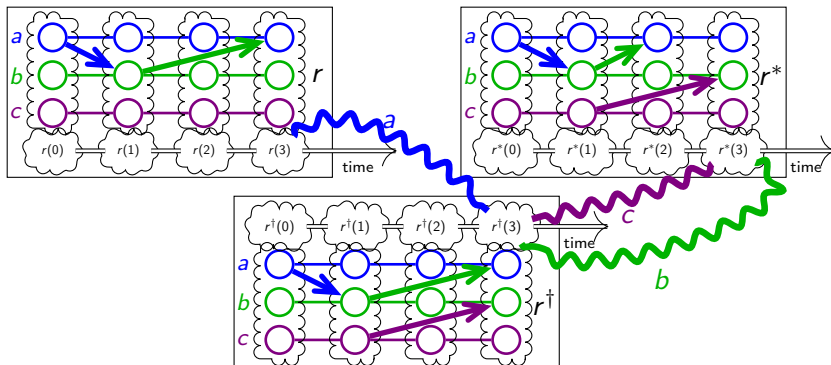 a
b
c
r
r(0) r(1) r(2) r(3)
time
a
b
c
r*
r*(0) r*(1) r*(2) r*(3)
time
a
c
b
r†(0) r†(1) r†(2) r†(3)
time
a
b
c
r†